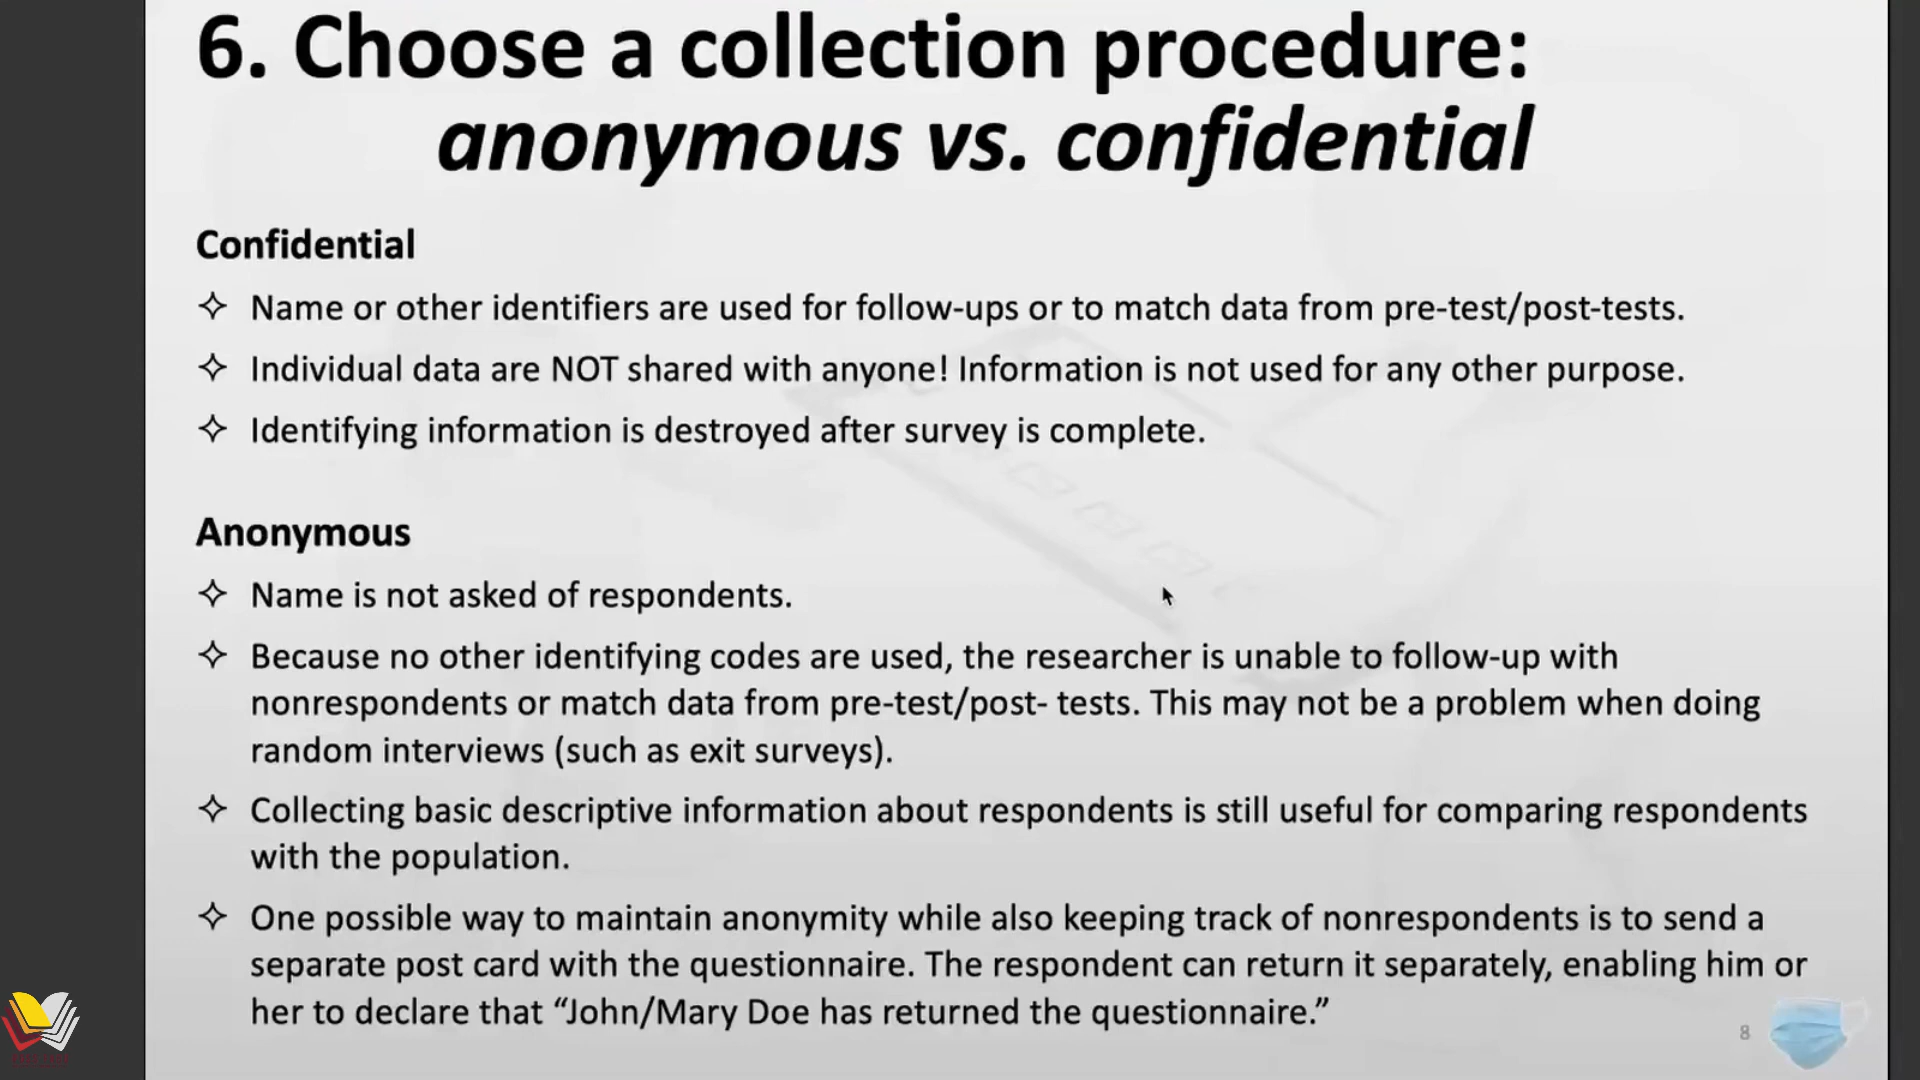 6. Choose a collection procedure:
anonymous vs. confidential
Confidential
✧ Name or other identifiers are used for follow-ups or to match data from pre-test/post-tests.
✧ Individual data are NOT shared with anyone! Information is not used for any other purpose.
✧ Identifying information is destroyed after survey is complete.
Anonymous
✧ Name is not asked of respondents.
✧ Because no other identifying codes are used, the researcher is unable to follow-up with
nonrespondents or match data from pre-test/post- tests. This may not be a problem when doing
random interviews (such as exit surveys).
✧ Collecting basic descriptive information about respondents is still useful for comparing respondents
with the population.
✧ One possible way to maintain anonymity while also keeping track of nonrespondents is to send a
separate post card with the questionnaire. The respondent can return it separately, enabling him or
her to declare that “John/Mary Doe has returned the questionnaire.”
8